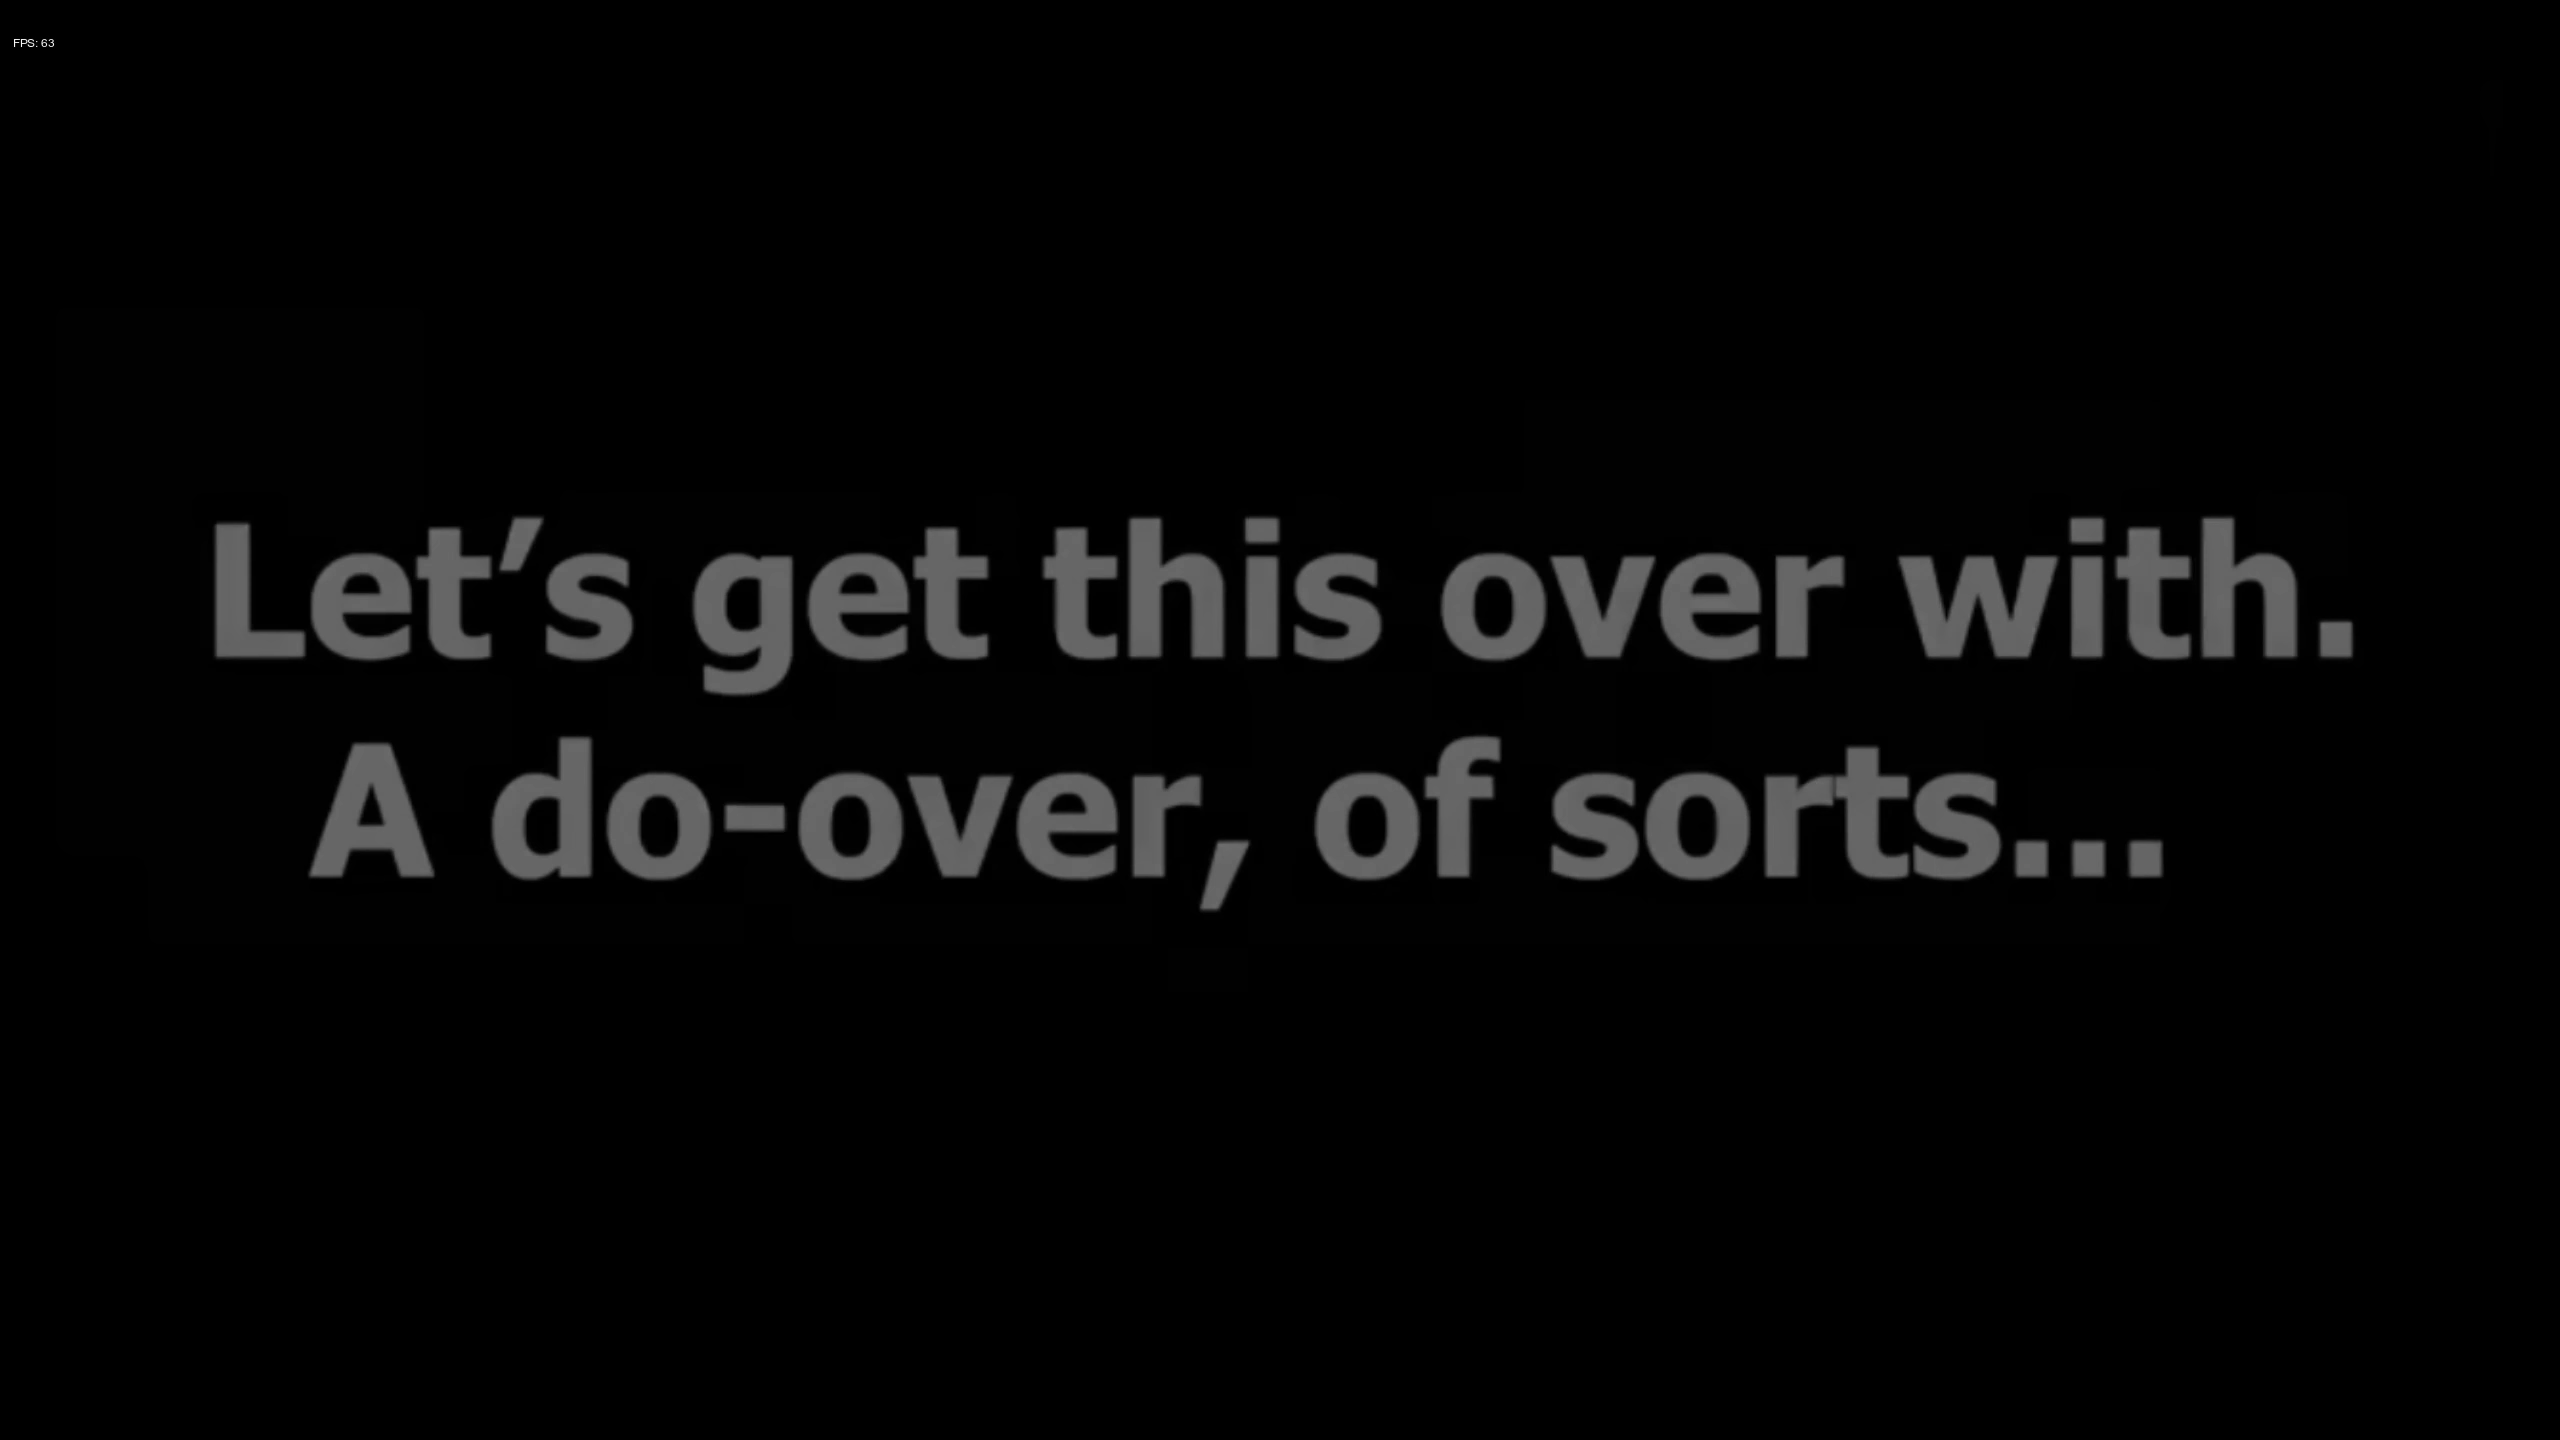 FPS: 63
Let’s get this over with.
A do-over, of sorts...